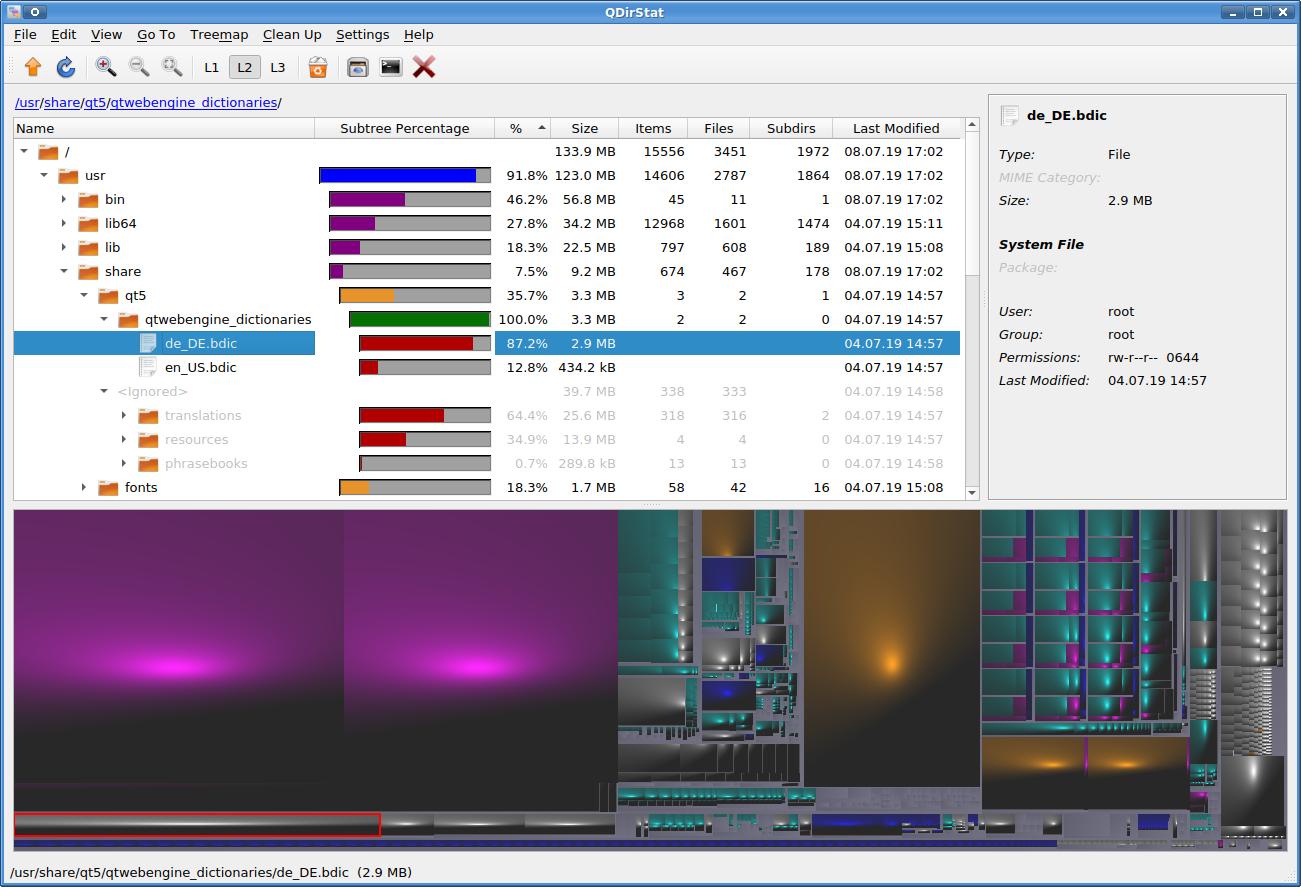 QDirStat
File Edit View Go To Treemap Clean Up Settings Help
L1 L2 L3
/usr/share/qt5/qtwebengine_dictionaries/
Name Subtree Percentage % Size Items Files Subdirs Last Modified
/ 133.9 MB 15556 3451 1972 08.07.19 17:02
usr 91.8% 123.0 MB 14606 2787 1864 08.07.19 17:02
bin 46.2% 56.8 MB 45 11 1 08.07.19 17:02
lib64 27.8% 34.2 MB 12968 1601 1474 04.07.19 15:11
lib 18.3% 22.5 MB 797 608 189 04.07.19 15:08
share 7.5% 9.2 MB 674 467 178 08.07.19 17:02
qt5 35.7% 3.3 MB 3 2 1 04.07.19 14:57
qtwebengine_dictionaries 100.0% 3.3 MB 2 2 0 04.07.19 14:57
de_DE.bdic 87.2% 2.9 MB 04.07.19 14:57
en_US.bdic 12.8% 434.2 kB 04.07.19 14:57
<Ignored> 39.7 MB 338 333 04.07.19 14:58
translations 64.4% 25.6 MB 318 316 2 04.07.19 14:57
resources 34.9% 13.9 MB 4 4 0 04.07.19 14:57
phrasebooks 0.7% 289.8 kB 13 13 0 04.07.19 14:58
fonts 18.3% 1.7 MB 58 42 16 04.07.19 15:08
de_DE.bdic
Type: File
MIME Category:
Size: 2.9 MB
System File
Package:
User: root
Group: root
Permissions: rw-r--r-- 0644
Last Modified: 04.07.19 14:57
/usr/share/qt5/qtwebengine_dictionaries/de_DE.bdic (2.9 MB)